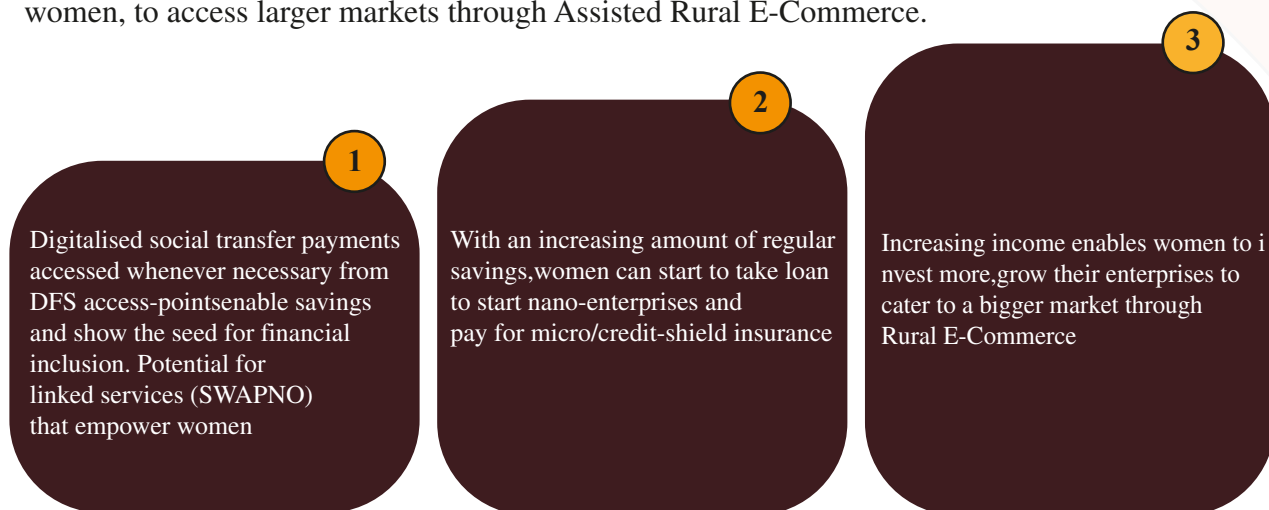 women, to access larger markets through Assisted Rural E-Commerce.
1
Digitalised social transfer payments
accessed whenever necessary from
DFS access-pointsenable savings
and show the seed for financial
inclusion. Potential for
linked services (SWAPNO)
that empower women
2
With an increasing amount of regular
savings,women can start to take loan
to start nano-enterprises and
pay for micro/credit-shield insurance
3
Increasing income enables women to i
nvest more,grow their enterprises to
cater to a bigger market through
Rural E-Commerce